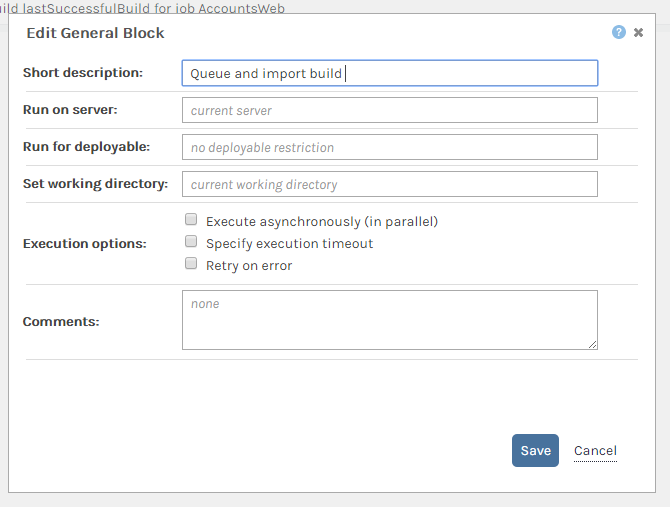 ild lastSuccessfulBuild for job AccountsWeb
Edit General Block
?
Short description: Queue and import build
Run on server: current server
Run for deployable: no deployable restriction
Set working directory: current working directory
Execute asynchronously (in parallel)
Execution options: Specify execution timeout
Retry on error
Comments: none
Save Cancel